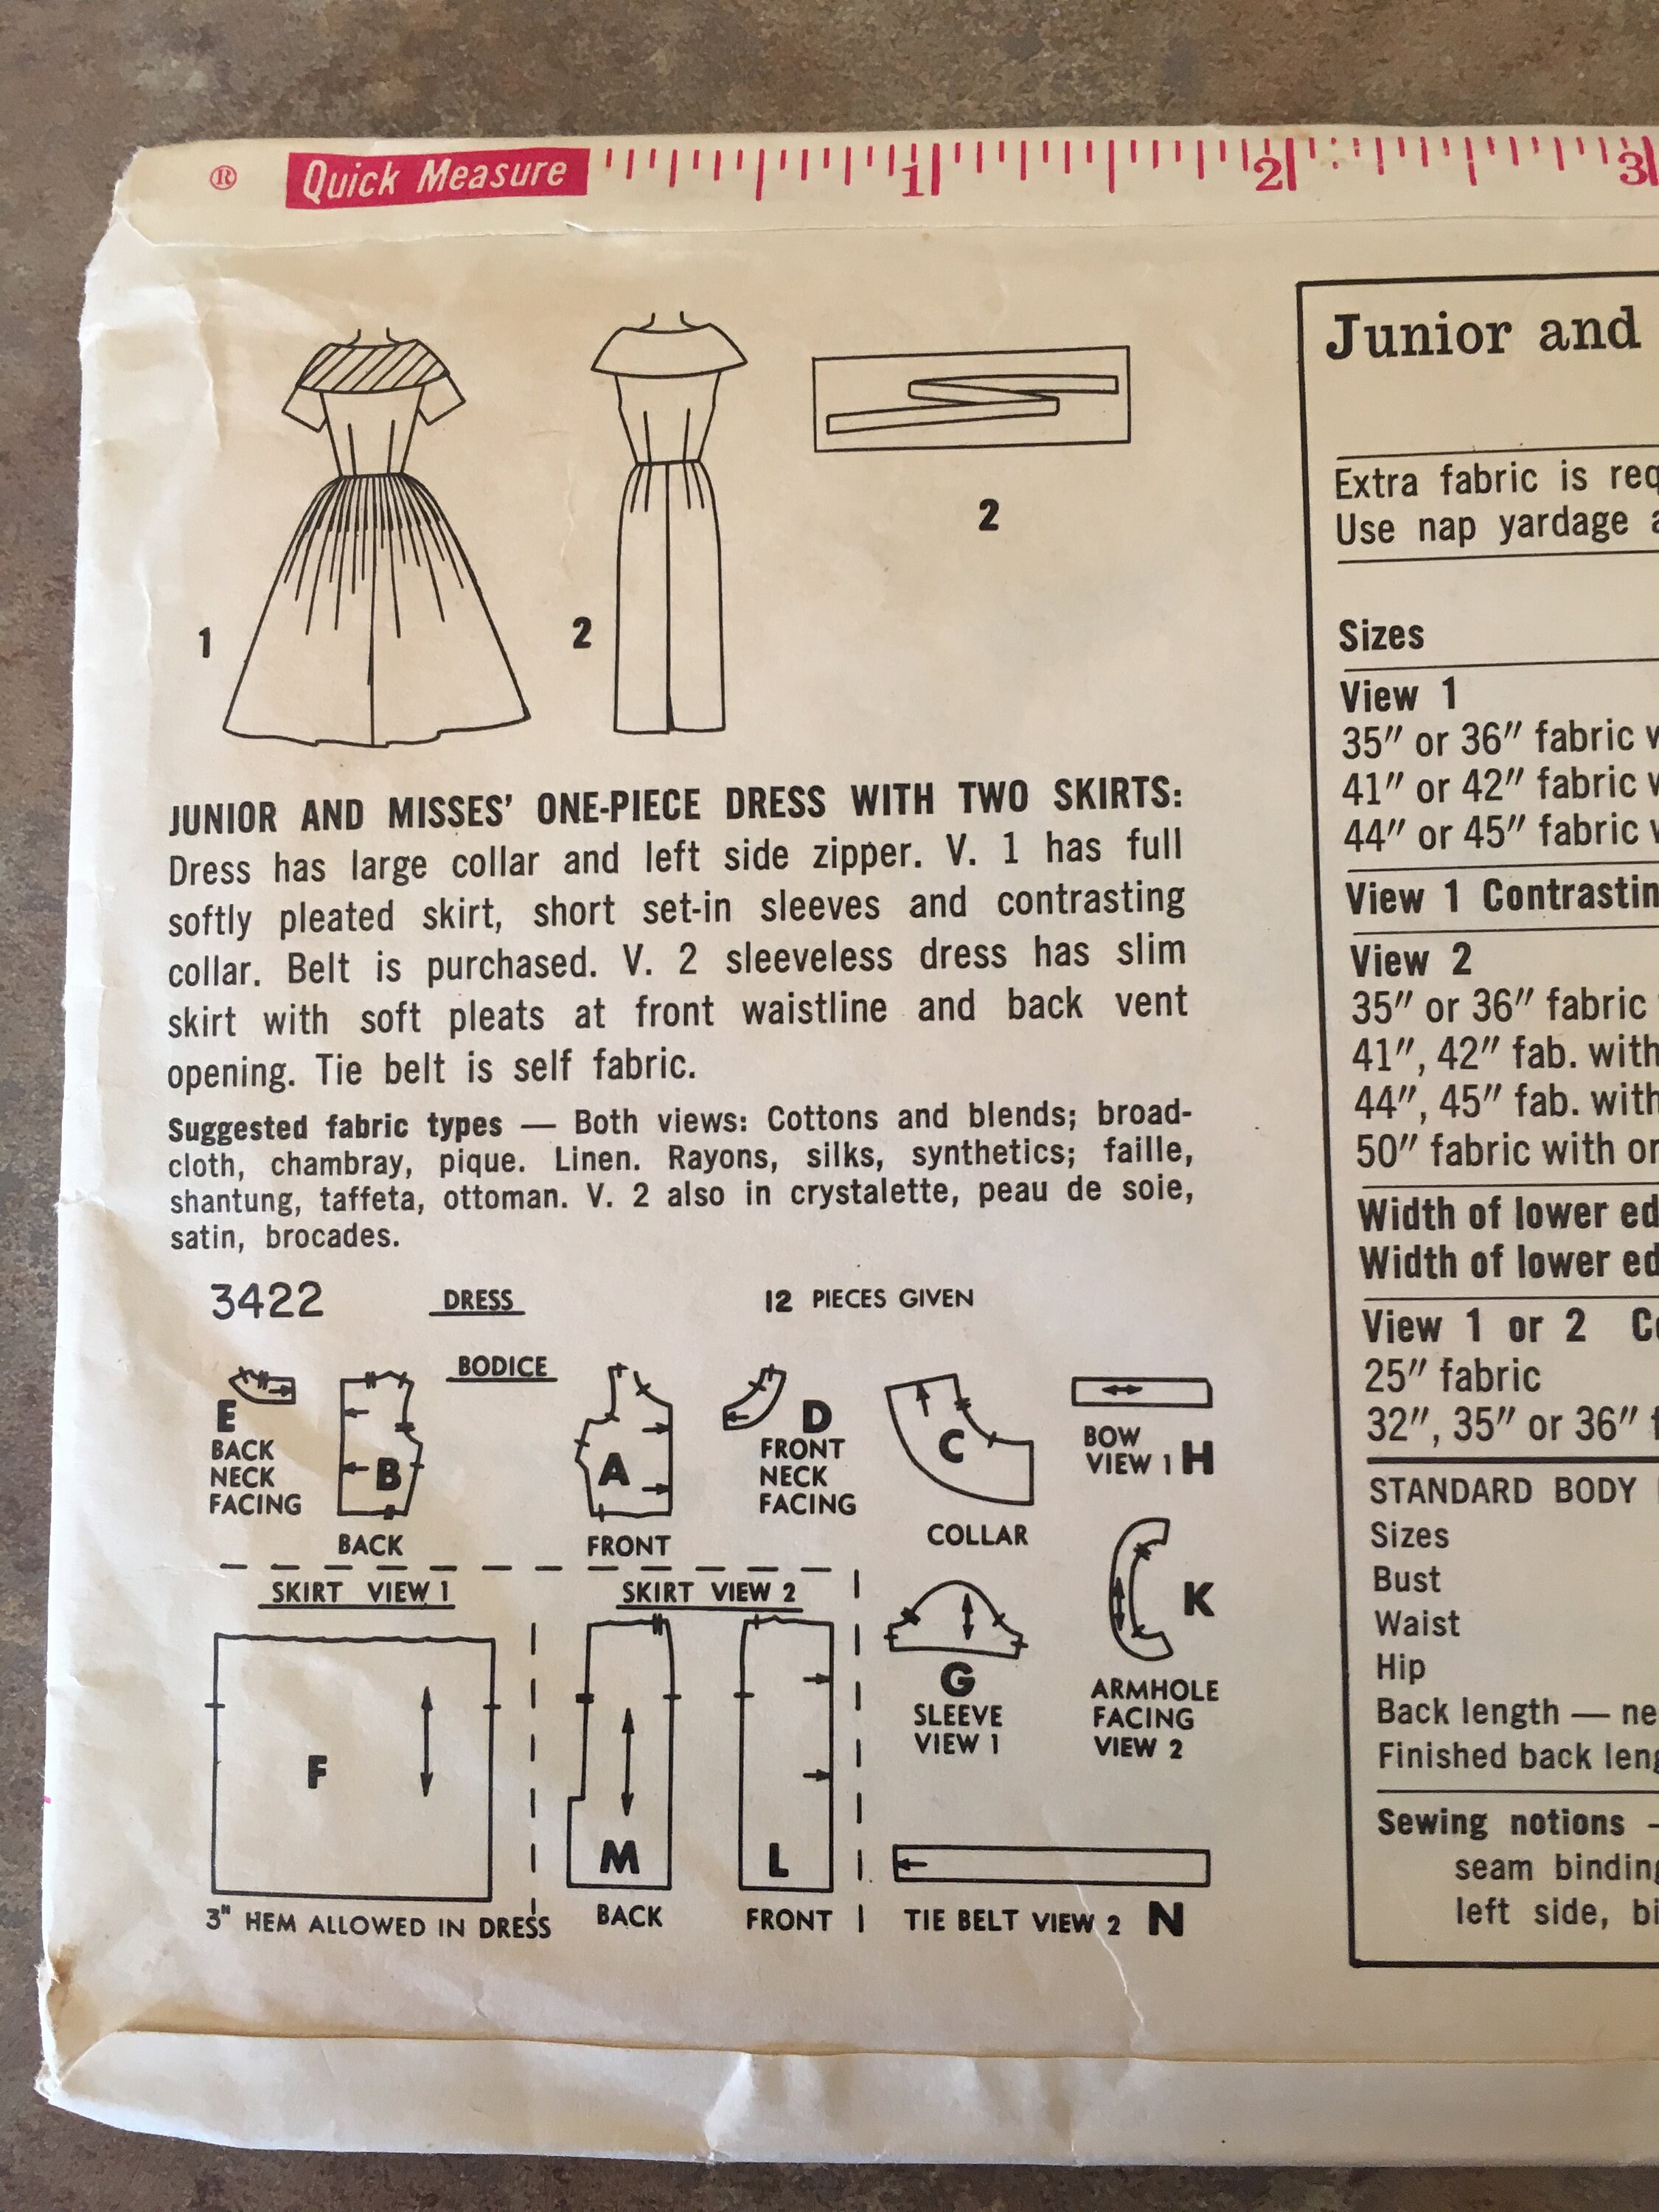 ® Quick Measure 1 2 3
1
2
2
JUNIOR AND MISSES' ONE-PIECE DRESS WITH TWO SKIRTS:
Dress has large collar and left side zipper. V. 1 has full
softly pleated skirt, short set-in sleeves and contrasting
collar. Belt is purchased. V. 2 sleeveless dress has slim
skirt with soft pleats at front waistline and back vent
opening. Tie belt is self fabric.
Suggested fabric types — Both views: Cottons and blends; broad-
cloth, chambray, pique. Linen. Rayons, silks, synthetics; faille,
shantung, taffeta, ottoman. V. 2 also in crystalette, peau de soie,
satin, brocades.
3422 DRESS 12 PIECES GIVEN
BODICE
E
BACK
NECK
FACING
B
BACK
A
FRONT
D
FRONT
NECK
FACING
C
COLLAR
BOW
VIEW 1 H
SKIRT VIEW 1
F
3" HEM ALLOWED IN DRESS
SKIRT VIEW 2
M
BACK
L
FRONT
G
SLEEVE
VIEW 1
K
ARMHOLE
FACING
VIEW 2
TIE BELT VIEW 2 N
Junior and
Extra fabric is
Use nap yardage
Sizes
View 1
35" or 36" fabric
41" or 42" fabric
44" or 45" fabric
View 1
View 2
35" or 36" fabric
41", 42" fab. with
44", 45" fab. with
50" fabric with
Width of lower
Width of lower
View 1 or 2
25" fabric
32", 35" or 36"
STANDARD BODY
Sizes
Bust
Waist
Hip
Back length —
Finished back
Sewing notions
seam
left side,